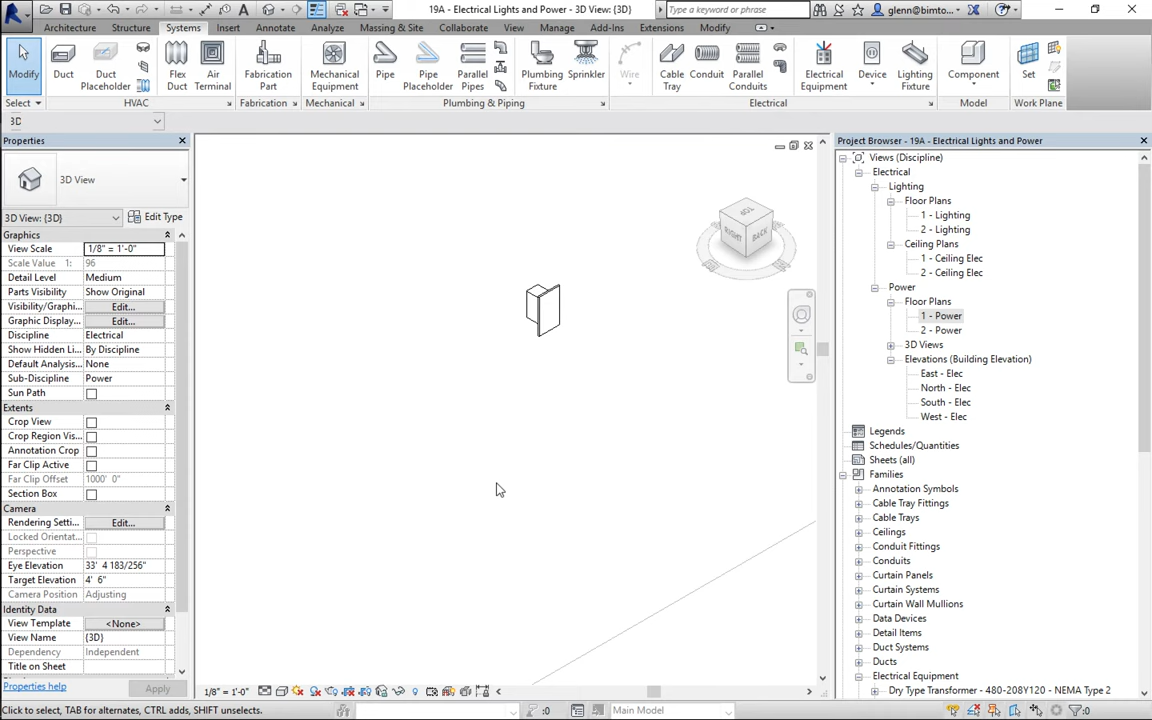 19A - Electrical Lights and Power - 3D View: {3D}
Type a keyword or phrase
glenn@bimto...
Architecture Structure Systems Insert Annotate Analyze Massing & Site Collaborate View Manage Add-Ins Extensions Modify
Modify
Duct
Duct Placeholder
Flex Duct
Air Terminal
Fabrication Part
Mechanical Equipment
Pipe
Pipe Placeholder
Parallel Pipes
Plumbing Fixture
Sprinkler
Wire
Cable Tray
Conduit
Parallel Conduits
Electrical Equipment
Device
Lighting Fixture
Component
Set
Select HVAC Fabrication Mechanical Plumbing & Piping Electrical Model Work Plane
3D
Properties
3D View
3D View: {3D} Edit Type
Graphics
View Scale 1/8" = 1'-0"
Scale Value 1: 96
Detail Level Medium
Parts Visibility Show Original
Visibility/Graphi... Edit...
Graphic Display... Edit...
Discipline Electrical
Show Hidden Li... By Discipline
Default Analysis... None
Sub-Discipline Power
Sun Path
Extents
Crop View
Crop Region Vis...
Annotation Crop
Far Clip Active
Far Clip Offset 1000' 0"
Section Box
Camera
Rendering Setti... Edit...
Locked Orientat...
Perspective
Eye Elevation 33' 4 183/256"
Target Elevation 4' 6"
Camera Position Adjusting
Identity Data
View Template <None>
View Name {3D}
Dependency Independent
Title on Sheet
Properties help Apply
TOP
RIGHT BACK
Project Browser - 19A - Electrical Lights and Power
Views (Discipline)
Electrical
Lighting
Floor Plans
1 - Lighting
2 - Lighting
Ceiling Plans
1 - Ceiling Elec
2 - Ceiling Elec
Power
Floor Plans
1 - Power
2 - Power
3D Views
Elevations (Building Elevation)
East - Elec
North - Elec
South - Elec
West - Elec
Legends
Schedules/Quantities
Sheets (all)
Families
Annotation Symbols
Cable Tray Fittings
Cable Trays
Ceilings
Conduit Fittings
Conduits
Curtain Panels
Curtain Systems
Curtain Wall Mullions
Data Devices
Detail Items
Duct Systems
Ducts
Electrical Equipment
Dry Type Transformer - 480-208Y120 - NEMA Type 2
1/8" = 1'-0"
Click to select, TAB for alternates, CTRL adds, SHIFT unselects.
:0
Main Model
:0